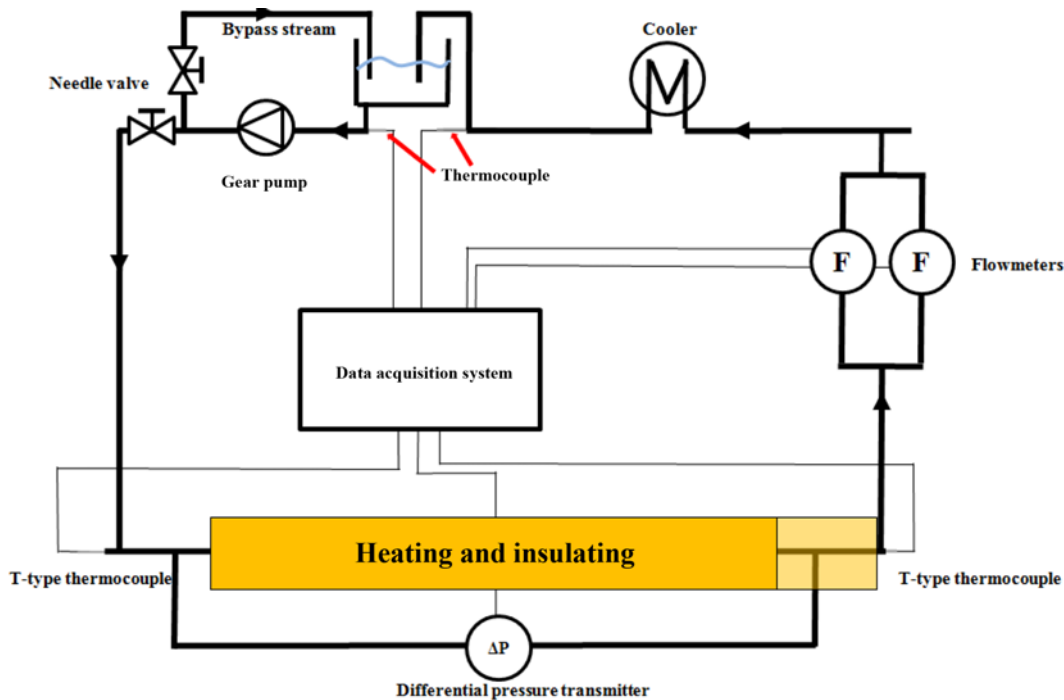 Bypass stream
Cooler
Needle valve
Thermocouple
Gear pump
F
F
Flowmeters
Data acquisition system
Heating and insulating
T-type thermocouple
T-type thermocouple
ΔP
Differential pressure transmitter